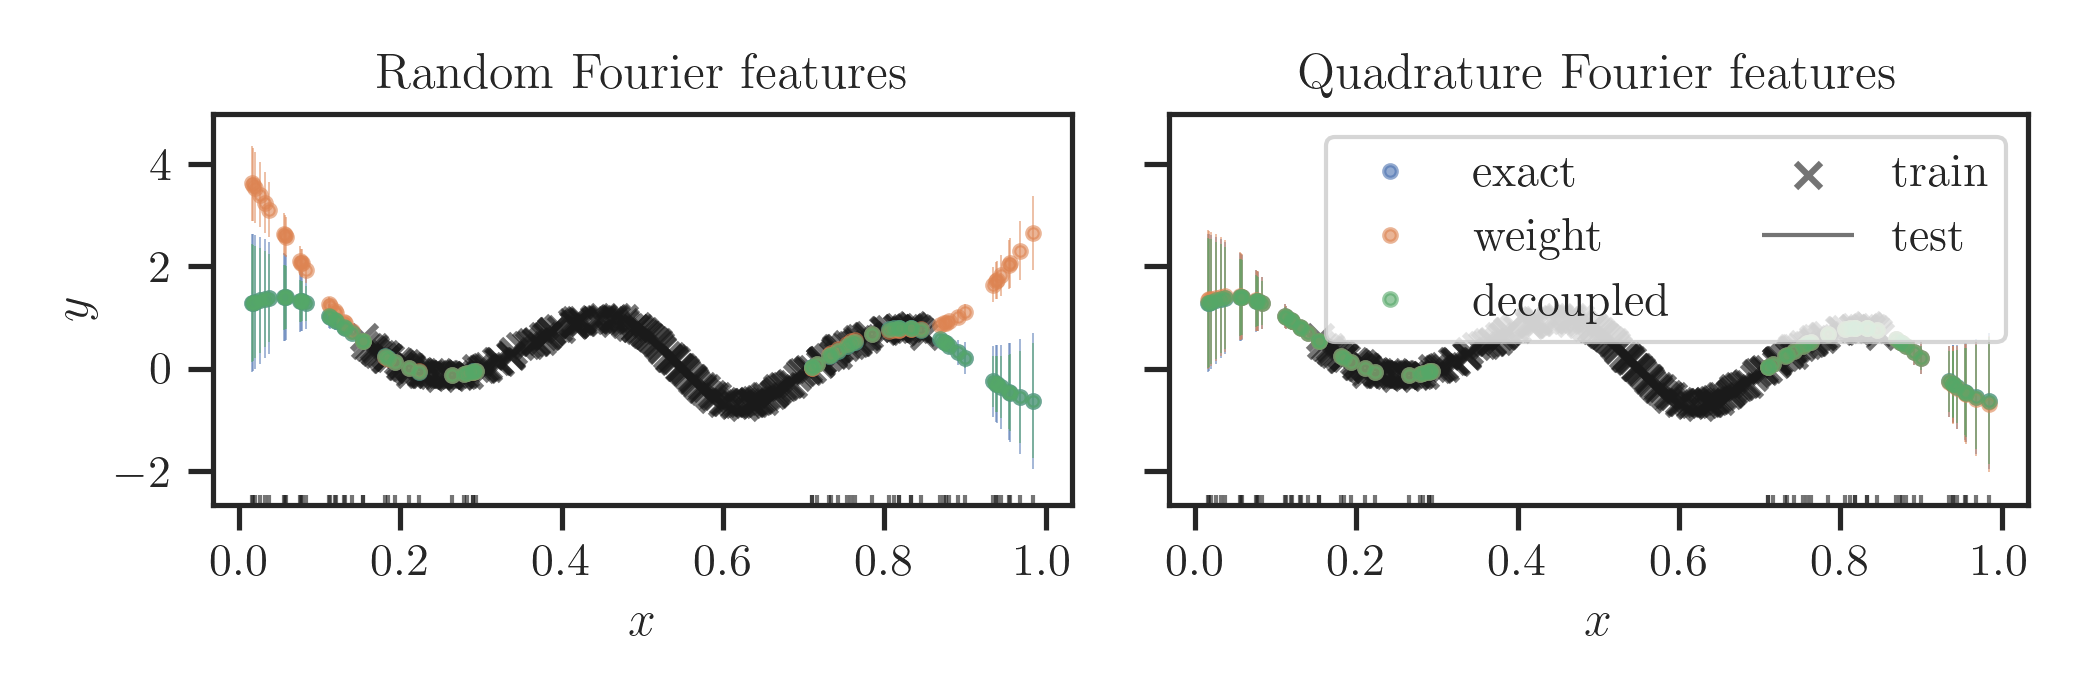 Random Fourier features
Quadrature Fourier features
y
4
2
0
−2
0.0 0.2 0.4 0.6 0.8 1.0
x
exact
weight
decoupled
train
test
0.0 0.2 0.4 0.6 0.8 1.0
x